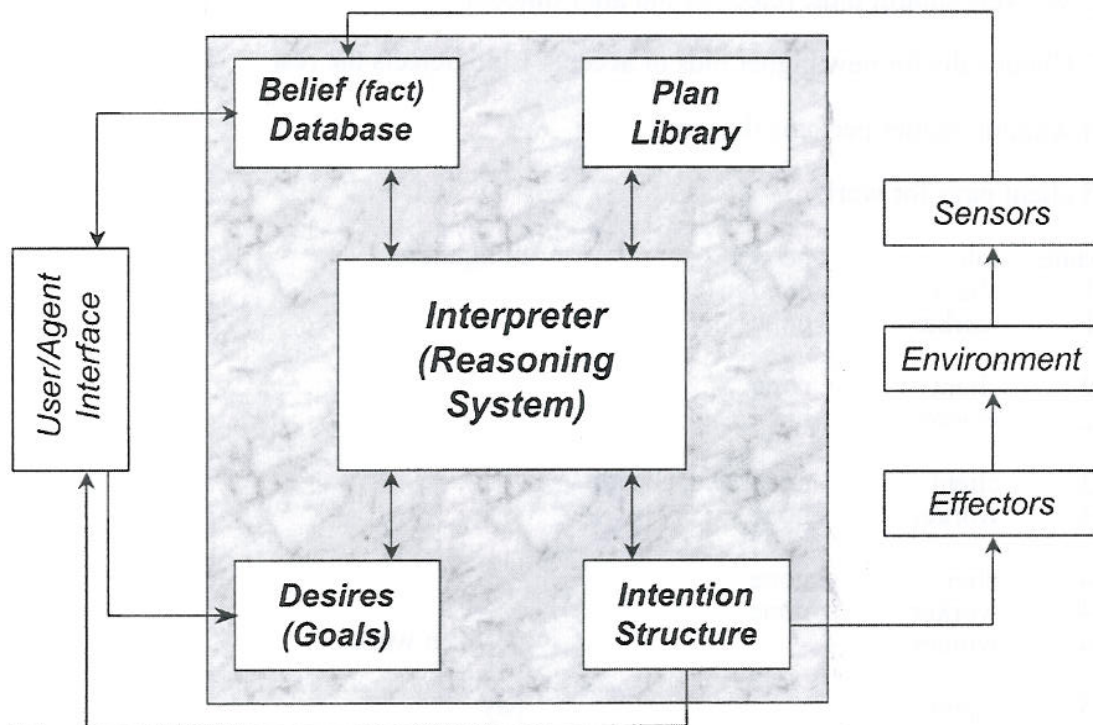 Belief (fact)
Database
Plan
Library
Sensors
User/Agent
Interface
Interpreter
(Reasoning
System)
Environment
Effectors
Desires
(Goals)
Intention
Structure